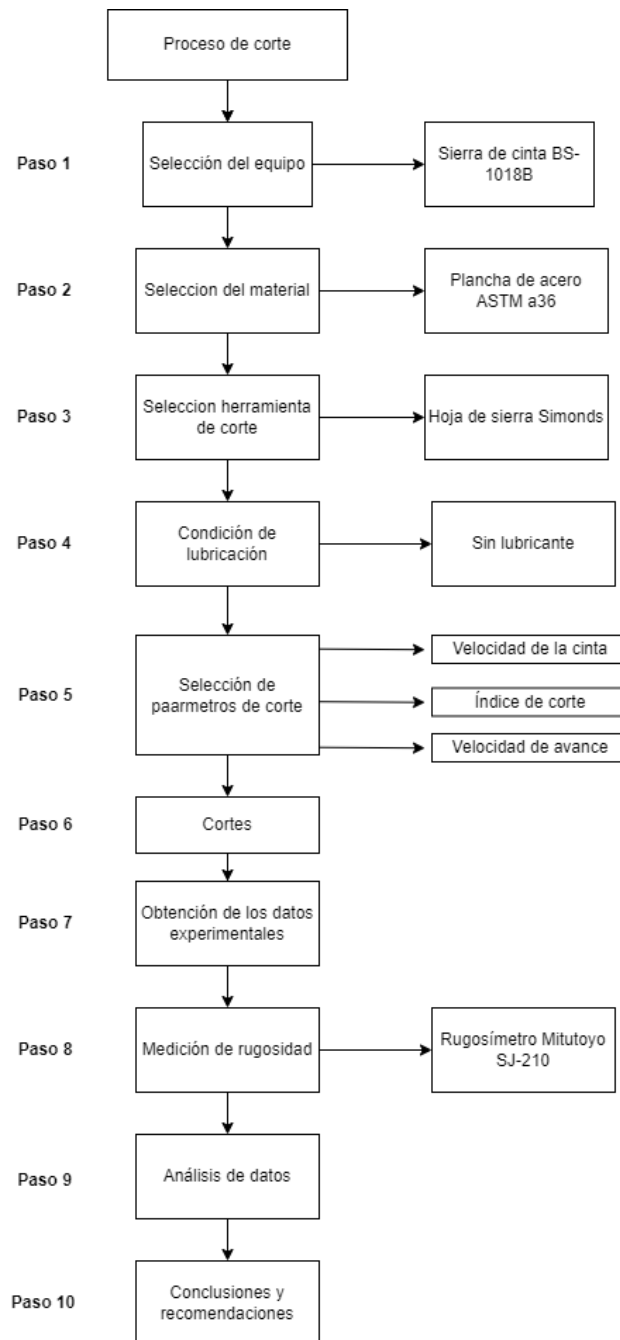 Proceso de corte
Paso 1
Selección del equipo
Sierra de cinta BS-
1018B
Paso 2
Seleccion del material
Plancha de acero
ASTM a36
Paso 3
Seleccion herramienta
de corte
Hoja de sierra Simonds
Paso 4
Condición de
lubricación
Sin lubricante
Paso 5
Selección de
paarmetros de corte
Velocidad de la cinta
Índice de corte
Velocidad de avance
Paso 6
Cortes
Paso 7
Obtención de los datos
experimentales
Paso 8
Medición de rugosidad
Rugosímetro Mitutoyo
SJ-210
Paso 9
Análisis de datos
Paso 10
Conclusiones y
recomendaciones